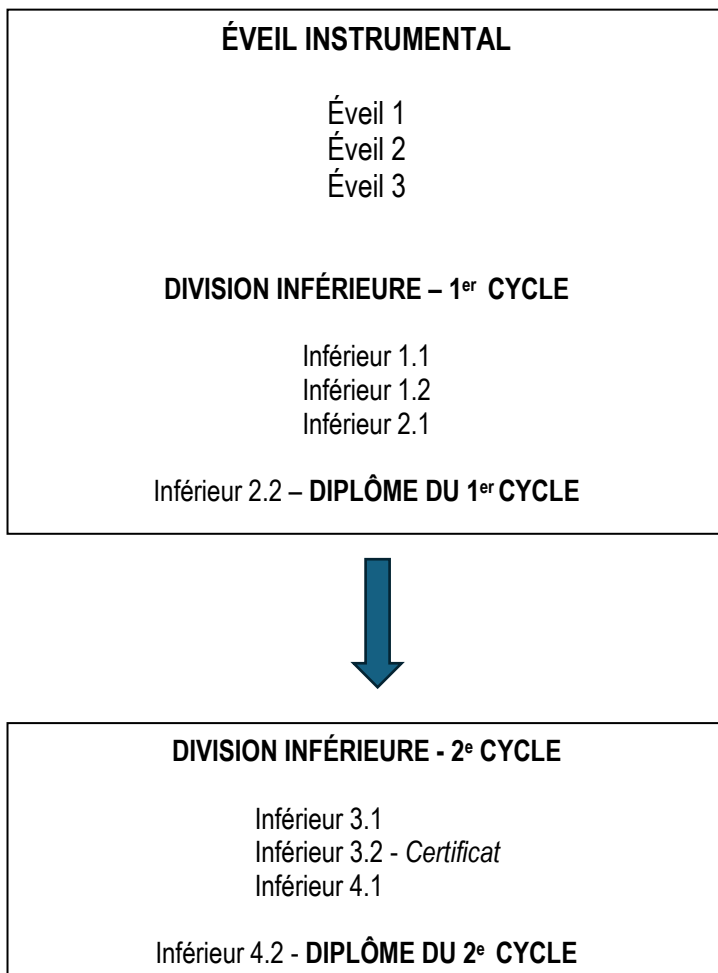 ÉVEIL INSTRUMENTAL
Éveil 1
Éveil 2
Éveil 3
DIVISION INFÉRIEURE – 1er CYCLE
Inférieur 1.1
Inférieur 1.2
Inférieur 2.1
Inférieur 2.2 – DIPLÔME DU 1er CYCLE
DIVISION INFÉRIEURE - 2e CYCLE
Inférieur 3.1
Inférieur 3.2 - Certificat
Inférieur 4.1
Inférieur 4.2 - DIPLÔME DU 2e CYCLE